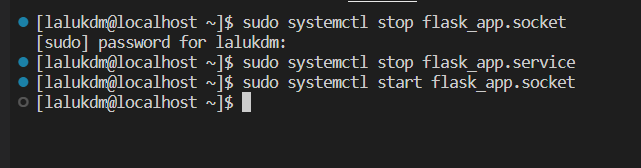 [lalukdm@localhost ~]$ sudo systemctl stop flask_app.socket
[sudo] password for lalukdm:
[lalukdm@localhost ~]$ sudo systemctl stop flask_app.service
[lalukdm@localhost ~]$ sudo systemctl start flask_app.socket
[lalukdm@localhost ~]$